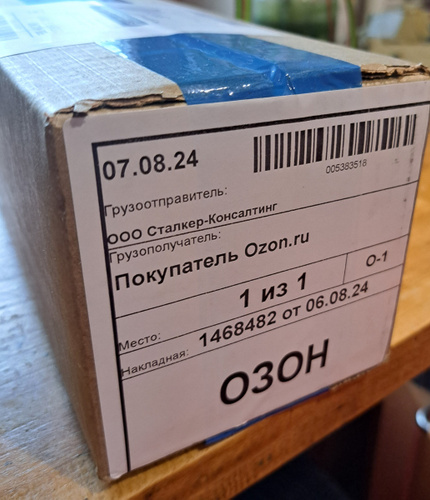 07.08.24
005383518
Грузоотправитель:
ООО Сталкер-Консалтинг
Грузополучатель:
Покупатель Ozon.ru
1 из 1
О-1
Место:
Накладная: 1468482 от 06.08.24
ОЗОН